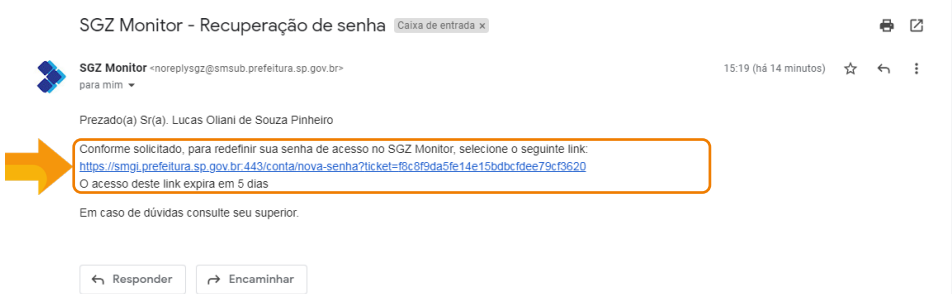 SGZ Monitor - Recuperação de senha Caixa de entrada x
SGZ Monitor <noreplysgz@smsub.prefeitura.sp.gov.br> 15:19 (há 14 minutos)
para mim
Prezado(a) Sr(a). Lucas Oliani de Souza Pinheiro
Conforme solicitado, para redefinir sua senha de acesso no SGZ Monitor, selecione o seguinte link:
https://smgi.prefeitura.sp.gov.br:443/conta/nova-senha?ticket=f8c8f9da5fe14e15bdbcfdee79cf3620
O acesso deste link expira em 5 dias
Em caso de dúvidas consulte seu superior.
Responder Encaminhar